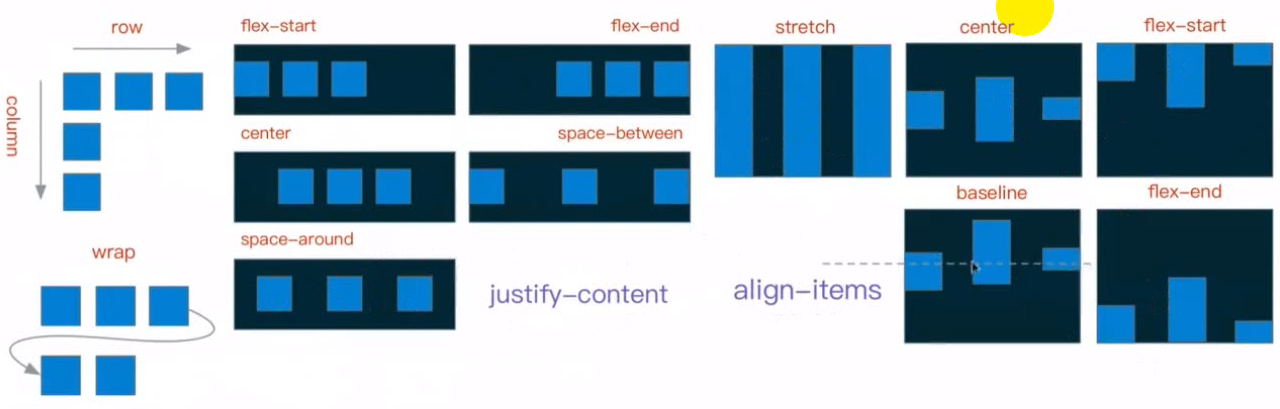 row
column
wrap
flex-start
flex-end
center
space-between
space-around
justify-content
stretch
center
flex-start
baseline
flex-end
align-items